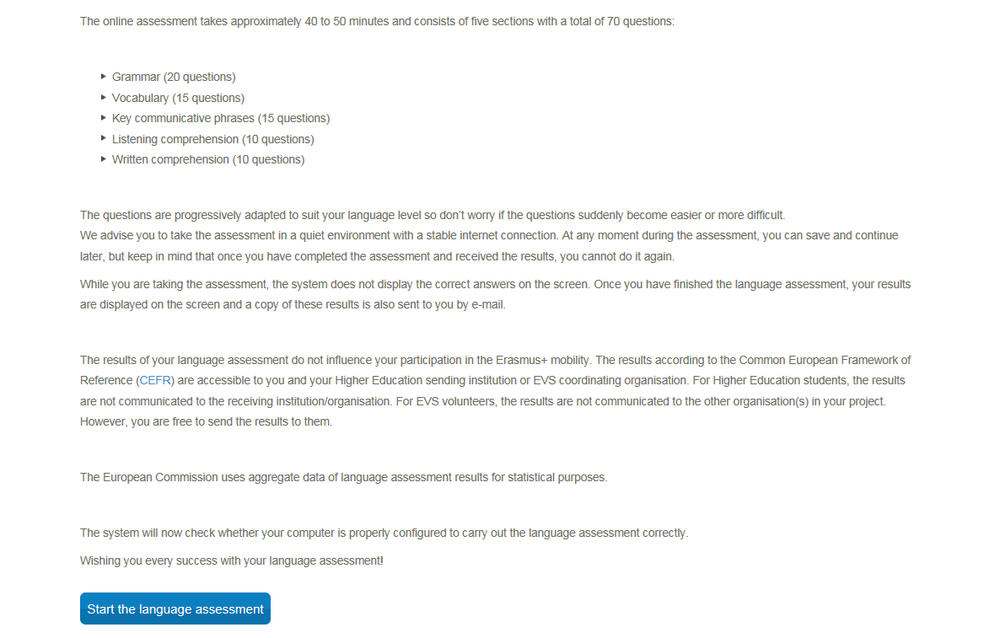 The online assessment takes approximately 40 to 50 minutes and consists of five sections with a total of 70 questions:
Grammar (20 questions)
Vocabulary (15 questions)
Key communicative phrases (15 questions)
Listening comprehension (10 questions)
Written comprehension (10 questions)
The questions are progressively adapted to suit your language level so don't worry if the questions suddenly become easier or more difficult.
We advise you to take the assessment in a quiet environment with a stable internet connection. At any moment during the assessment, you can save and continue
later, but keep in mind that once you have completed the assessment and received the results, you cannot do it again.
While you are taking the assessment, the system does not display the correct answers on the screen. Once you have finished the language assessment, your results
are displayed on the screen and a copy of these results is also sent to you by e-mail.
The results of your language assessment do not influence your participation in the Erasmus+ mobility. The results according to the Common European Framework of
Reference (CEFR) are accessible to you and your Higher Education sending institution or EVS coordinating organisation. For Higher Education students, the results
are not communicated to the receiving institution/organisation. For EVS volunteers, the results are not communicated to the other organisation(s) in your project.
However, you are free to send the results to them.
The European Commission uses aggregate data of language assessment results for statistical purposes.
The system will now check whether your computer is properly configured to carry out the language assessment correctly.
Wishing you every success with your language assessment!
Start the language assessment